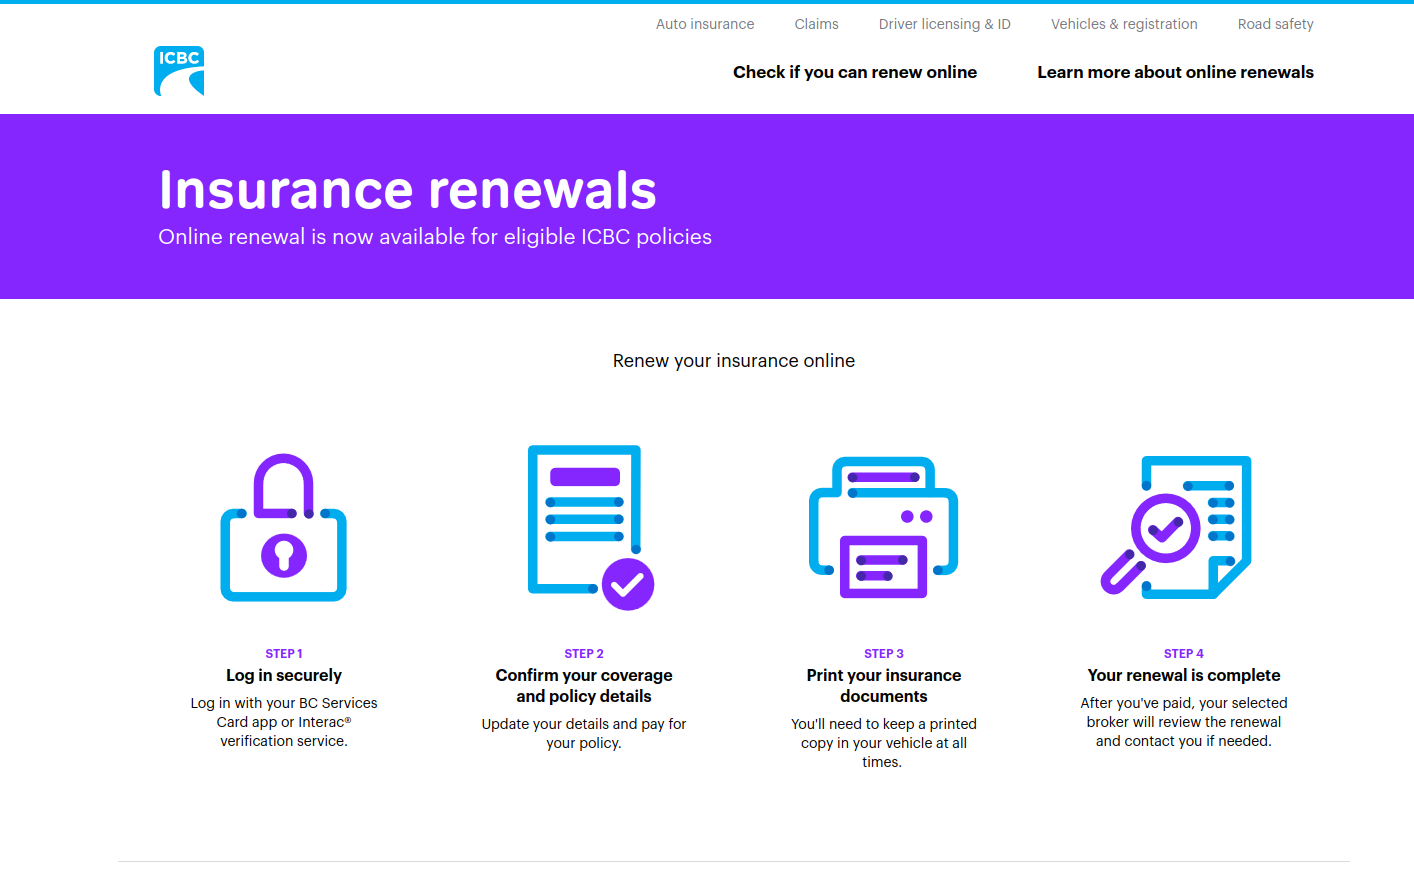 Auto insurance Claims Driver licensing & ID Vehicles & registration Road safety
ICBC
Check if you can renew online Learn more about online renewals
Insurance renewals
Online renewal is now available for eligible ICBC policies
Renew your insurance online
STEP 1
Log in securely
Log in with your BC Services
Card app or Interac®
verification service.
STEP 2
Confirm your coverage
and policy details
Update your details and pay for
your policy.
STEP 3
Print your insurance
documents
You'll need to keep a printed
copy in your vehicle at all
times.
STEP 4
Your renewal is complete
After you've paid, your selected
broker will review the renewal
and contact you if needed.